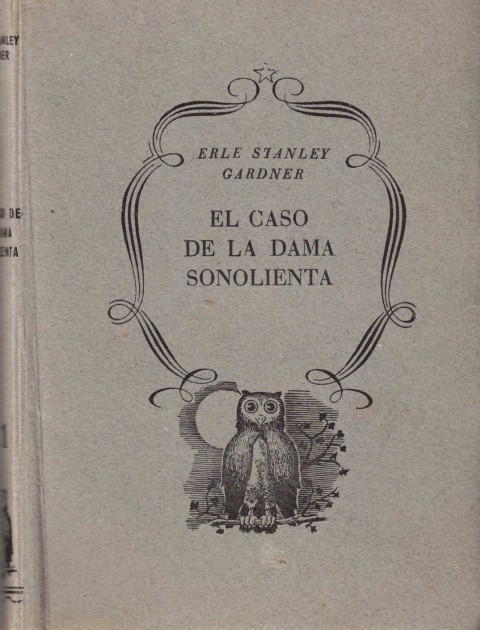 ERLE STANLEY
GARDNER
EL CASO
DE LA DAMA
SONOLIENTA